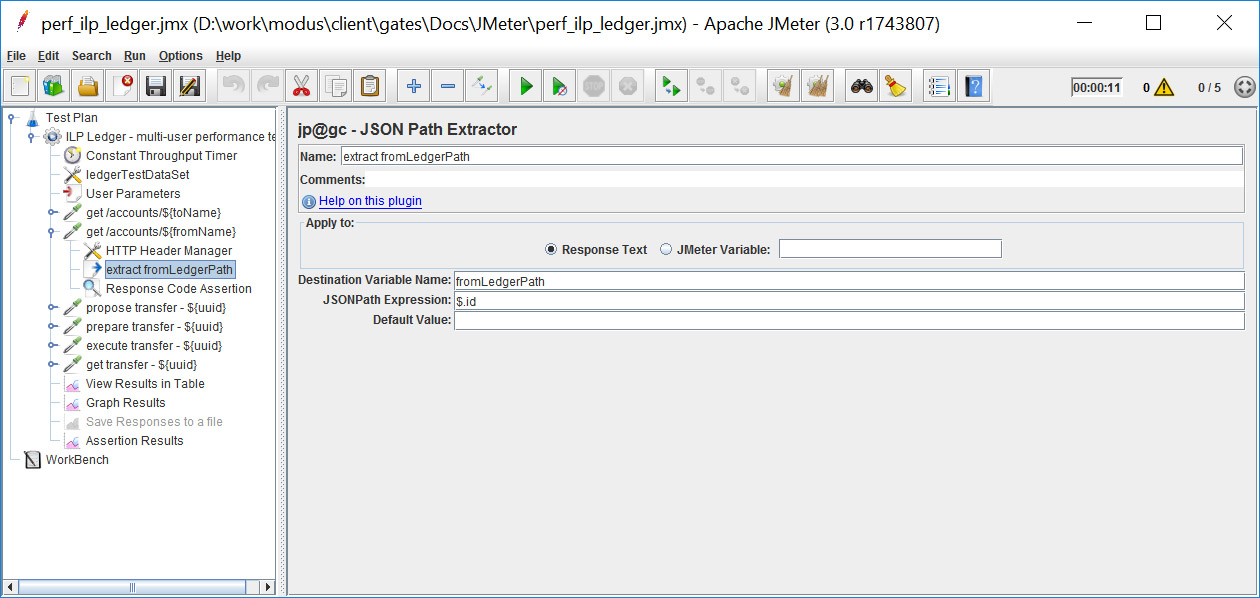 perf_ilp_ledger.jmx (D:\work\modus\client\gates\Docs\JMeter\perf_ilp_ledger.jmx) - Apache JMeter (3.0 r1743807)
File Edit Search Run Options Help
00:00:11 0 0 / 5
Test Plan
ILP Ledger - multi-user performance te
Constant Throughput Timer
ledgerTestDataSet
User Parameters
get /accounts/${toName}
get /accounts/${fromName}
HTTP Header Manager
extract fromLedgerPath
Response Code Assertion
propose transfer - ${uuid}
prepare transfer - ${uuid}
execute transfer - ${uuid}
get transfer - ${uuid}
View Results in Table
Graph Results
Save Responses to a file
Assertion Results
WorkBench
jp@gc - JSON Path Extractor
Name: extract fromLedgerPath
Comments:
Help on this plugin
Apply to:
Response Text JMeter Variable:
Destination Variable Name: fromLedgerPath
JSONPath Expression: $.id
Default Value: